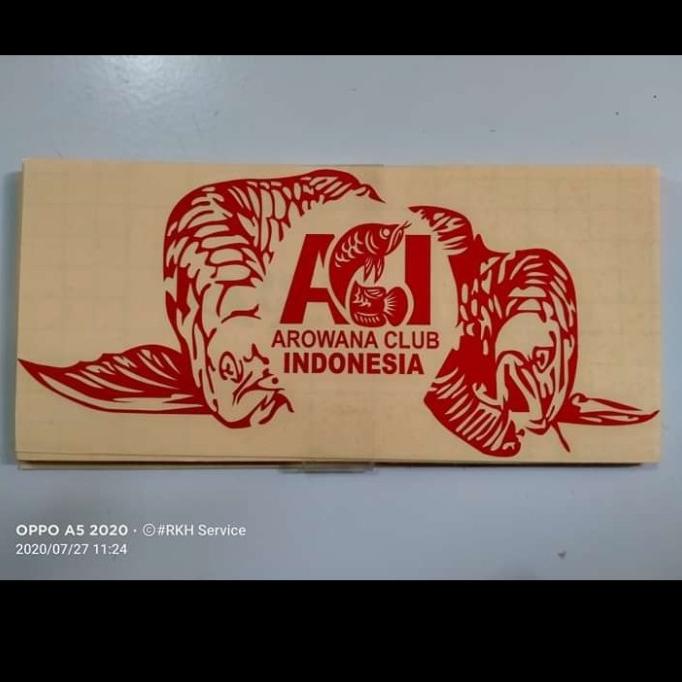 ACI
AROWANA CLUB
INDONESIA
OPPO A5 2020 · ©#RKH Service
2020/07/27 11:24